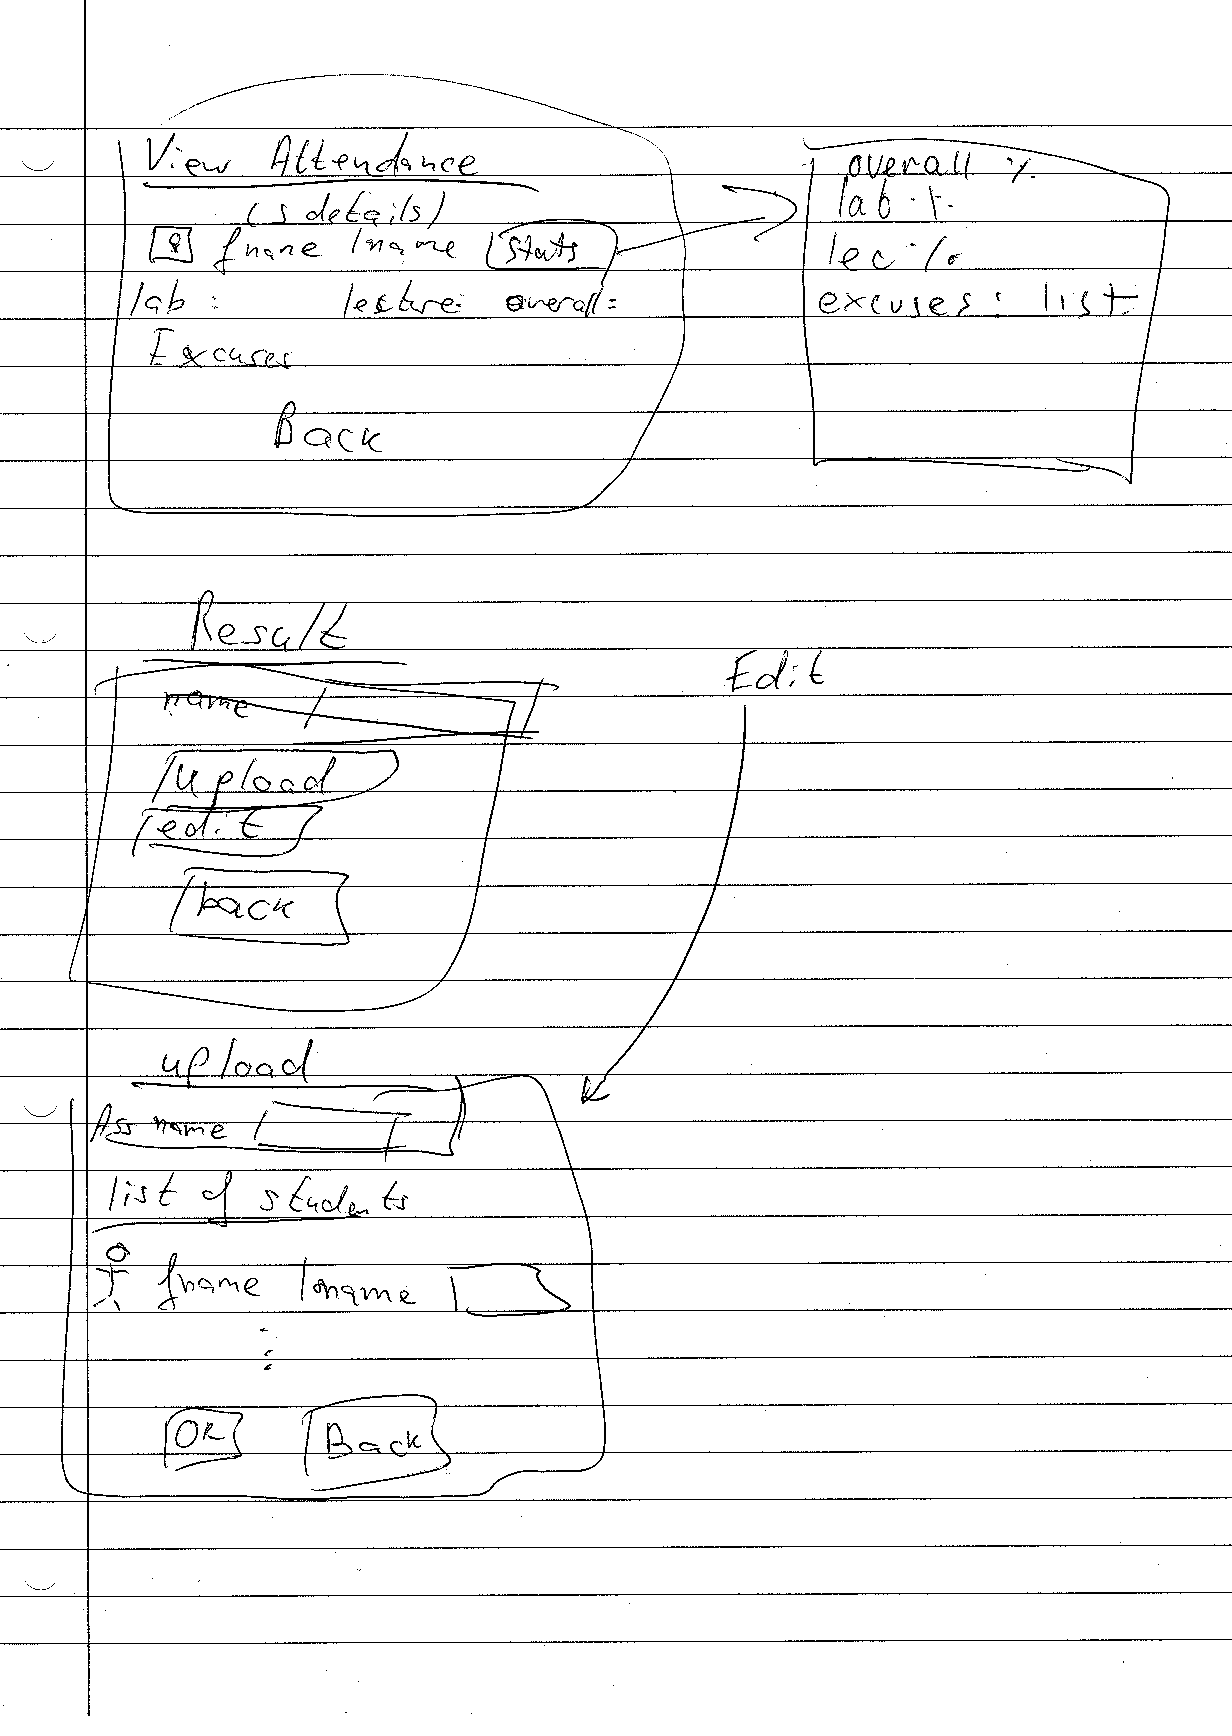 View Attendance
(s details)
fname lname stats
lab : lecture: overall:
Excuses
Back
overall %
lab %
lec %
excuses : list
Result
name
upload
edit
back
Edit
upload
Ass name
list of students
fname lname
:
OK Back